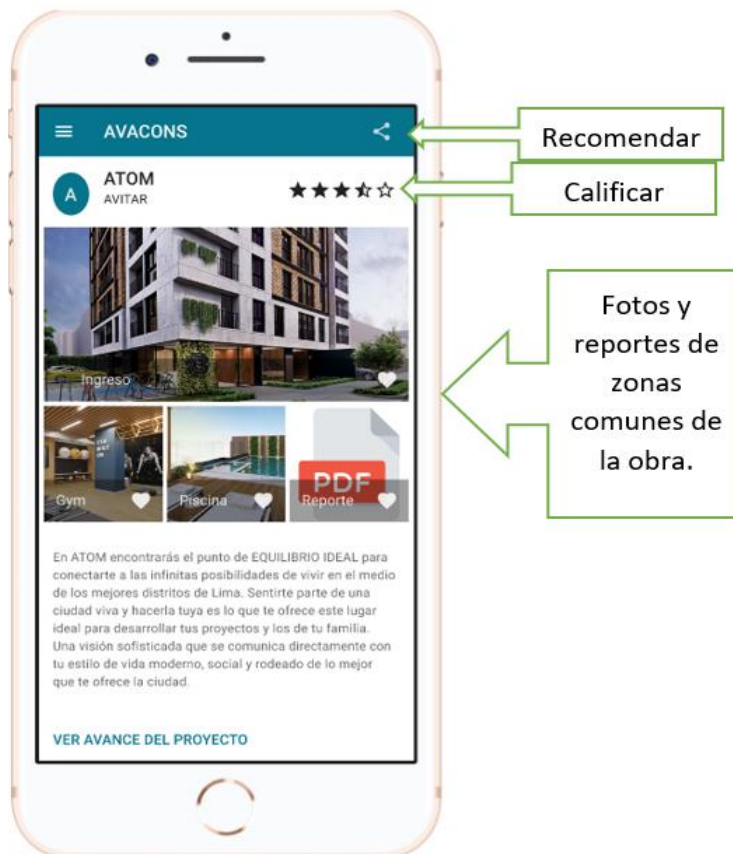 AVACONS
Recomendar
ATOM
AVITAR
A
Calificar
Ingreso
Gym
Piscina
PDF
Reporte
Fotos y
reportes de
zonas
comunes de
la obra.
En ATOM encontrarás el punto de EQUILIBRIO IDEAL para
conectarte a las infinitas posibilidades de vivir en el medio
de los mejores distritos de Lima. Sentirte parte de una
ciudad viva y hacerla tuya es lo que te ofrece este lugar
ideal para desarrollar tus proyectos y los de tu familia.
Una visión sofisticada que se comunica directamente con
tu estilo de vida moderno, social y rodeado de lo mejor
que te ofrece la ciudad.
VER AVANCE DEL PROYECTO